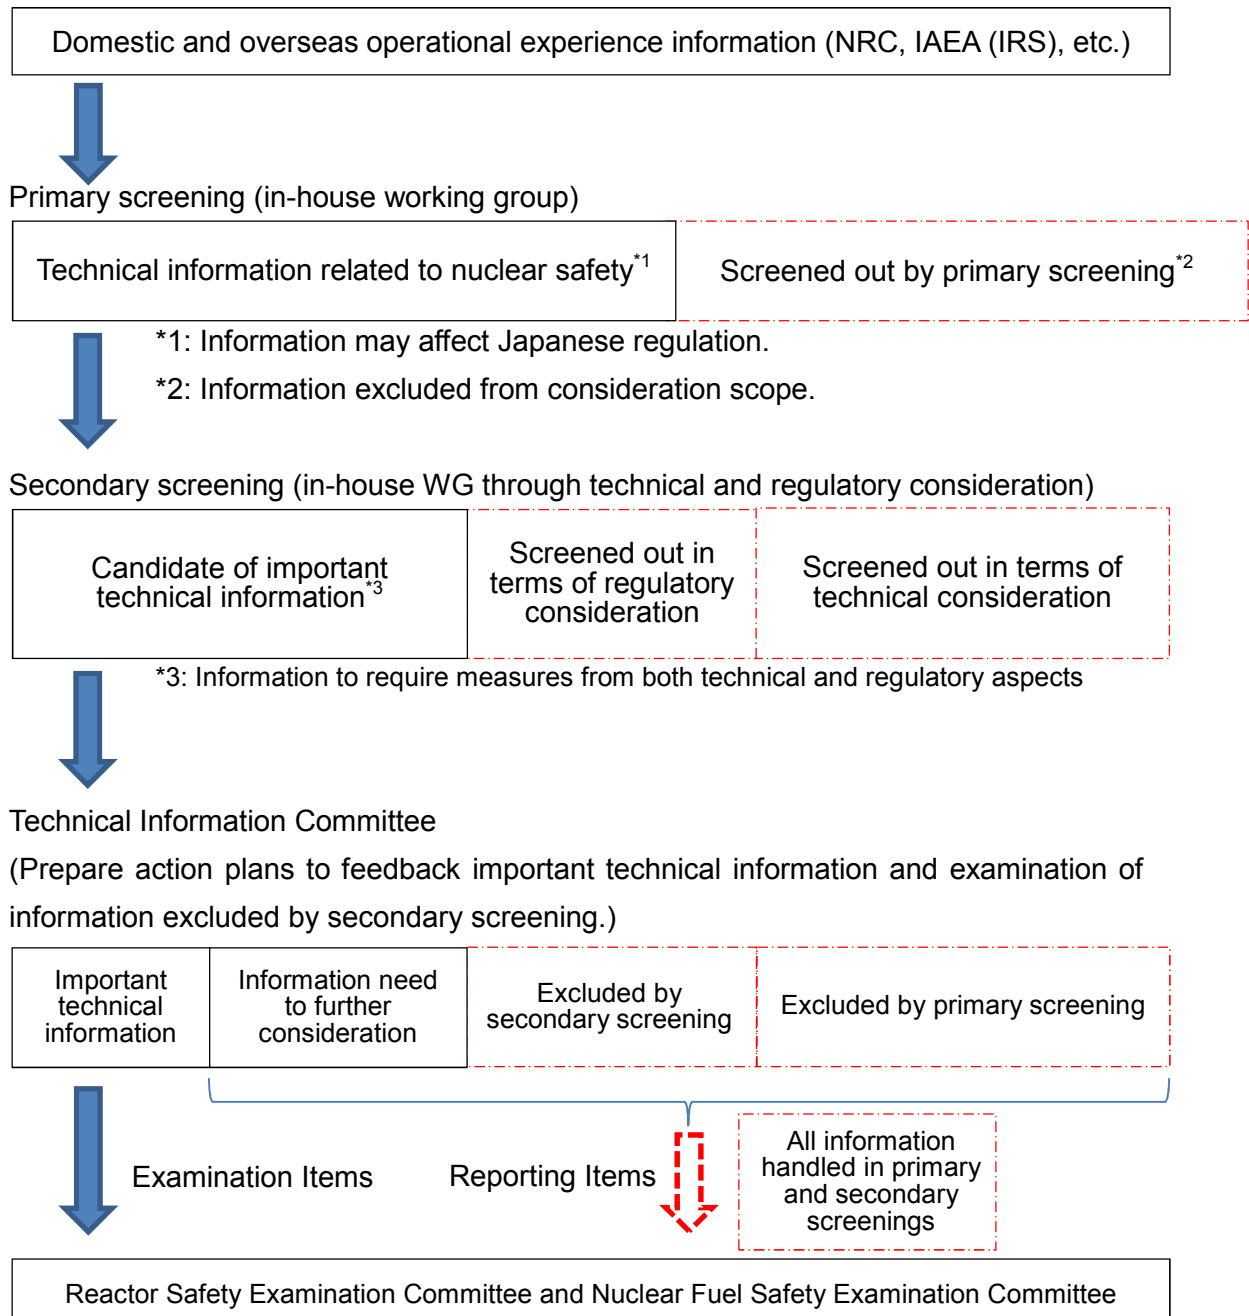 Domestic and overseas operational experience information (NRC, IAEA (IRS), etc.)
Primary screening (in-house working group)
Technical information related to nuclear safety*1
Screened out by primary screening*2
*1: Information may affect Japanese regulation.
*2: Information excluded from consideration scope.
Secondary screening (in-house WG through technical and regulatory consideration)
Candidate of important
technical information*3
Screened out in
terms of regulatory
consideration
Screened out in terms of
technical consideration
*3: Information to require measures from both technical and regulatory aspects
Technical Information Committee
(Prepare action plans to feedback important technical information and examination of
information excluded by secondary screening.)
Important
technical
information
Information need
to further
consideration
Excluded by
secondary screening
Excluded by primary screening
Examination Items
Reporting Items
All information
handled in primary
and secondary
screenings
Reactor Safety Examination Committee and Nuclear Fuel Safety Examination Committee